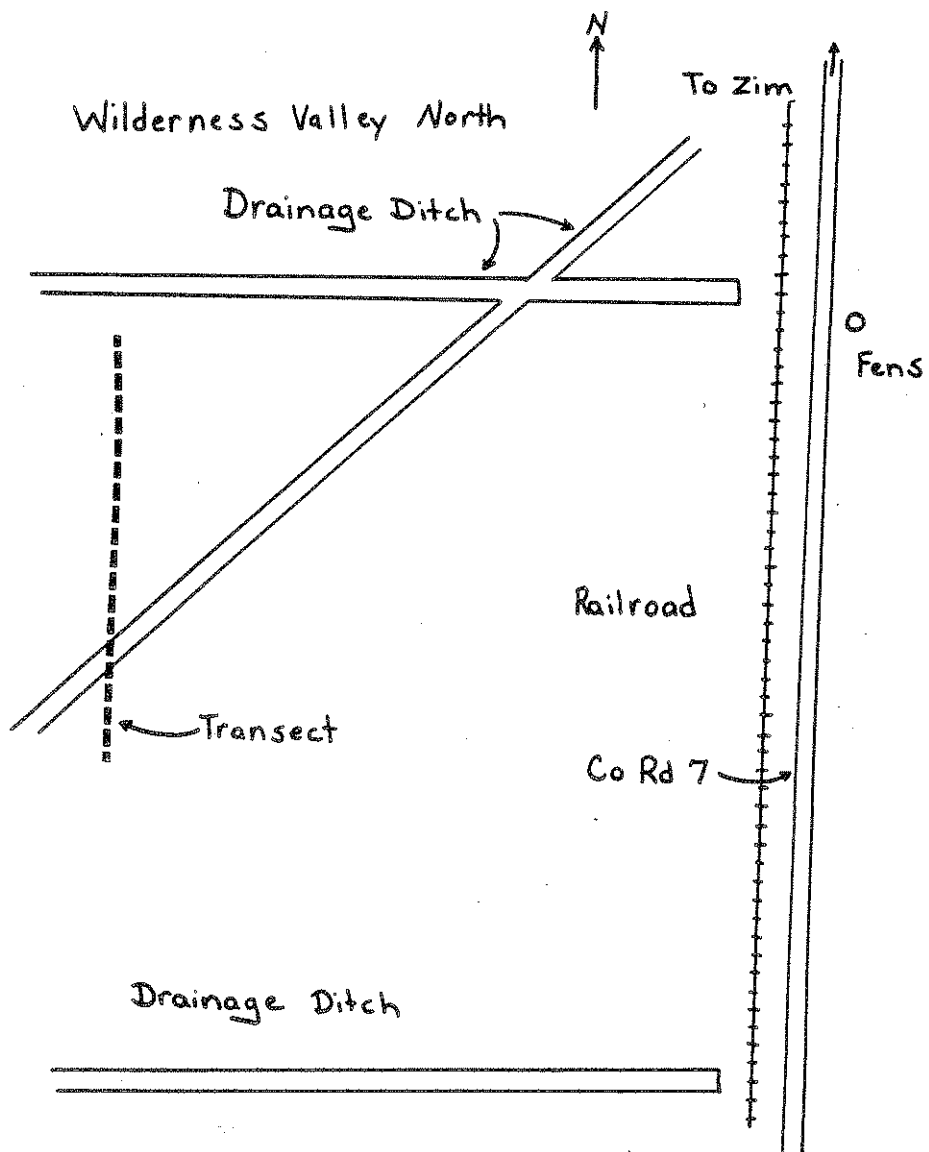 N
To Zim
Wilderness Valley North
Drainage Ditch
O
Fens
Railroad
Transect
Co Rd 7
Drainage Ditch